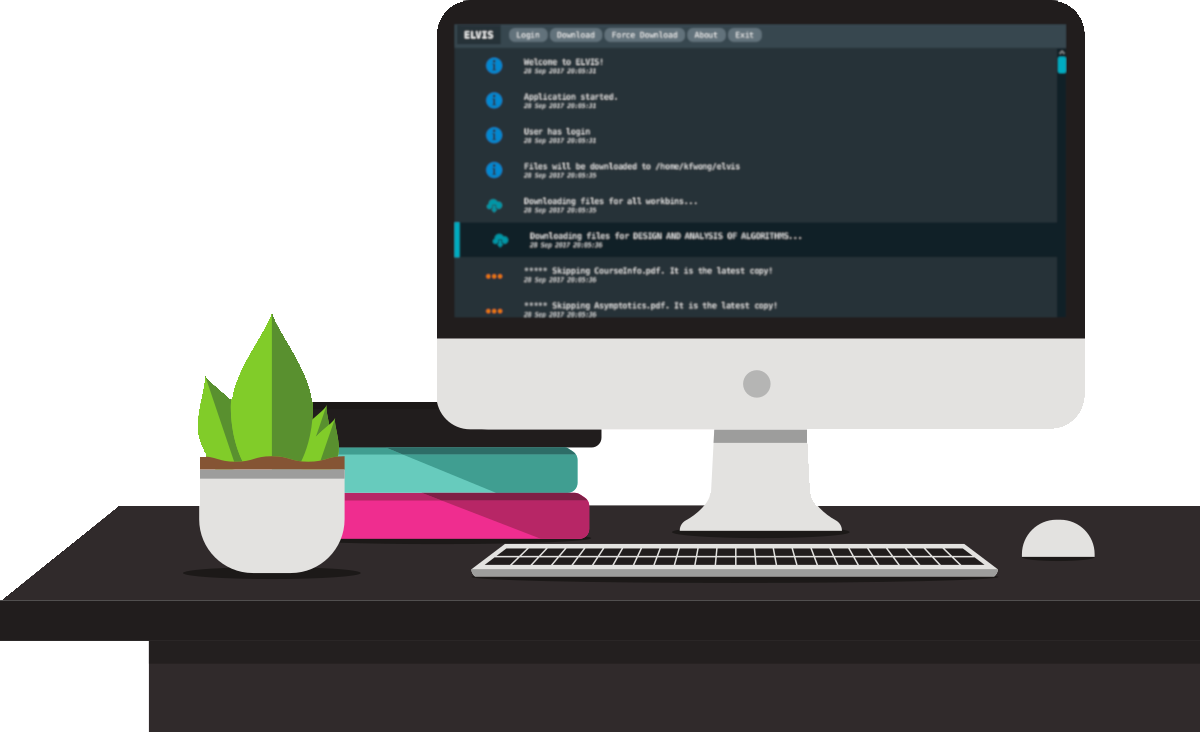 ELVIS Login Download Force Download About Exit
Welcome to ELVIS!
28 Sep 2017 20:05:31
Application started.
28 Sep 2017 20:05:31
User has login
28 Sep 2017 20:05:31
Files will be downloaded to /home/kfwong/elvis
28 Sep 2017 20:05:35
Downloading files for all workbins...
28 Sep 2017 20:05:35
Downloading files for DESIGN AND ANALYSIS OF ALGORITHMS...
28 Sep 2017 20:05:36
***** Skipping CourseInfo.pdf. It is the latest copy!
28 Sep 2017 20:05:36
***** Skipping Asymptotics.pdf. It is the latest copy!
28 Sep 2017 20:05:36